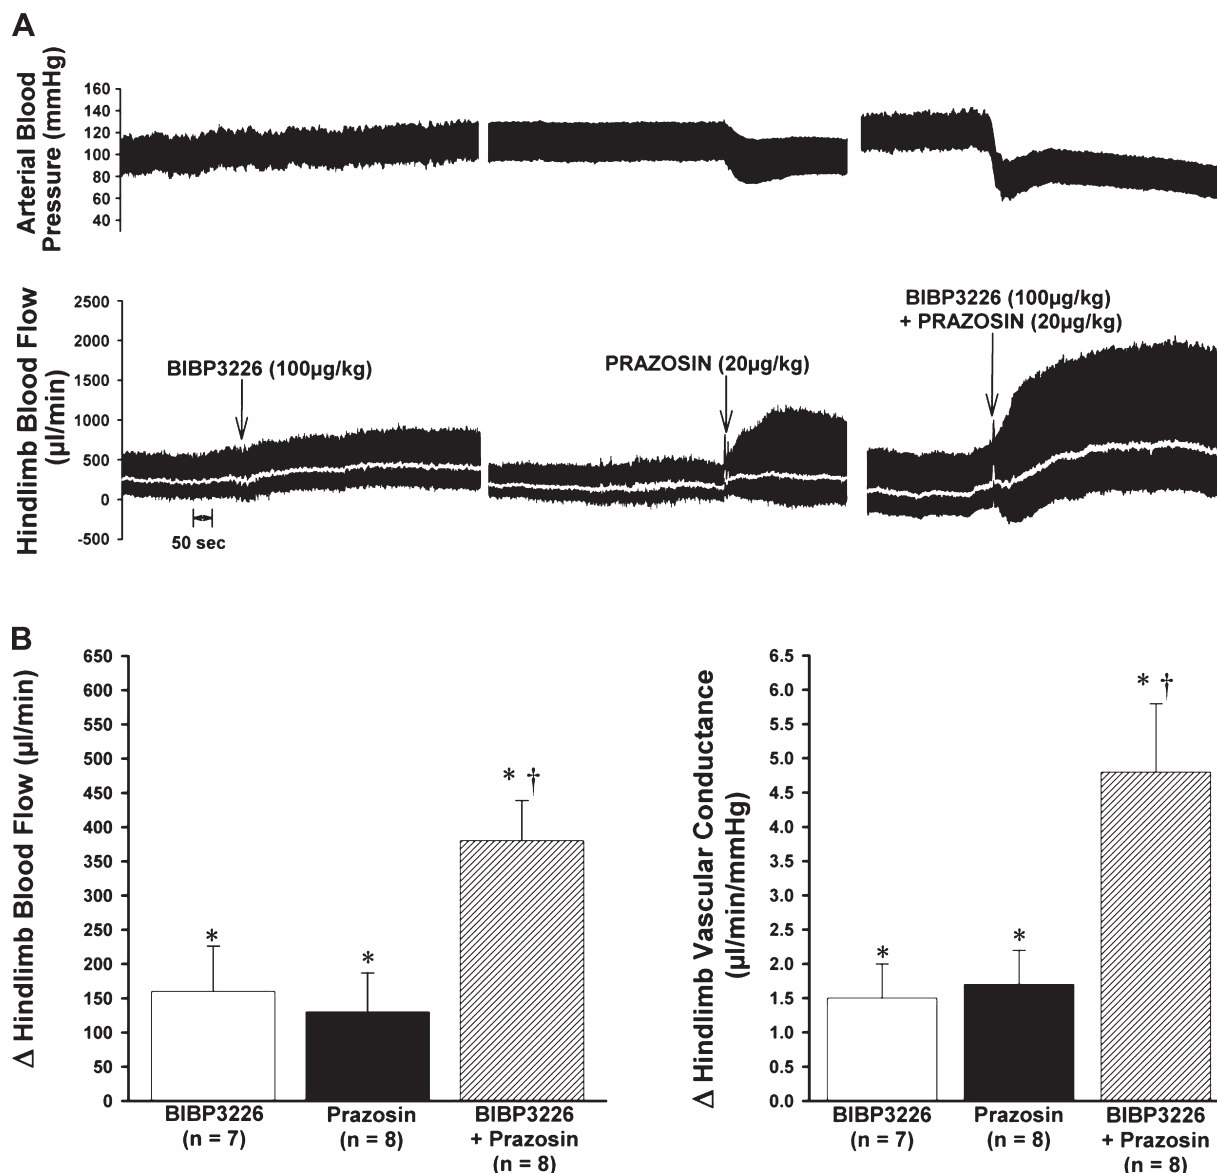 A
Arterial Blood
Pressure (mmHg)
160
140
120
100
80
60
40
Hindlimb Blood Flow
(µl/min)
2500
2000
1500
1000
500
0
-500
BIBP3226 (100µg/kg)
50 sec
PRAZOSIN (20µg/kg)
BIBP3226 (100µg/kg)
+ PRAZOSIN (20µg/kg)
B
Δ Hindlimb Blood Flow (µl/min)
650
600
550
500
450
400
350
300
250
200
150
100
50
0
*
*
* †
BIBP3226
(n = 7)
Prazosin
(n = 8)
BIBP3226
+ Prazosin
(n = 8)
Δ Hindlimb Vascular Conductance
(µl/min/mmHg)
6.5
6.0
5.5
5.0
4.5
4.0
3.5
3.0
2.5
2.0
1.5
1.0
0.5
0.0
*
*
* †
BIBP3226
(n = 7)
Prazosin
(n = 8)
BIBP3226
+ Prazosin
(n = 8)